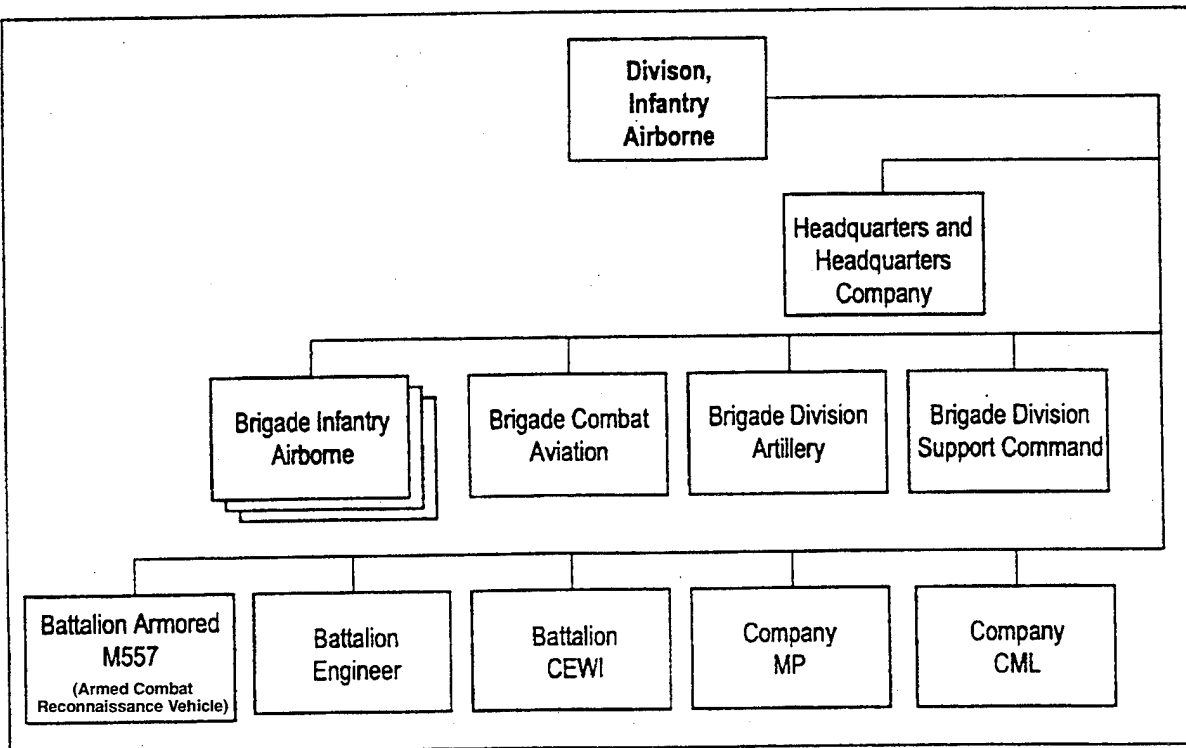 Divison,
Infantry
Airborne
Headquarters and
Headquarters
Company
Brigade Infantry
Airborne
Brigade Combat
Aviation
Brigade Division
Artillery
Brigade Division
Support Command
Battalion Armored
M557
(Armed Combat
Reconnaissance Vehicle)
Battalion
Engineer
Battalion
CEWI
Company
MP
Company
CML